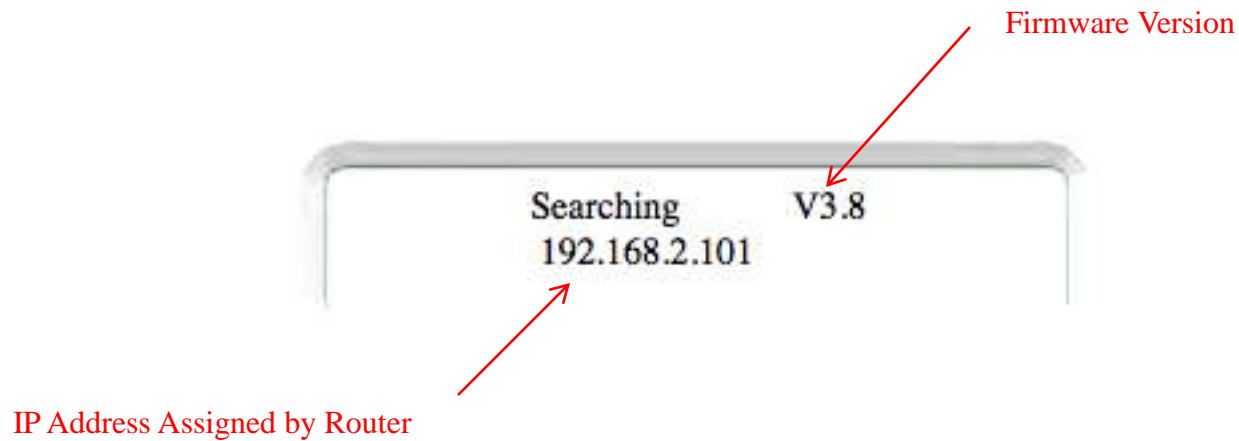 Firmware Version
Searching V3.8
192.168.2.101
IP Address Assigned by Router